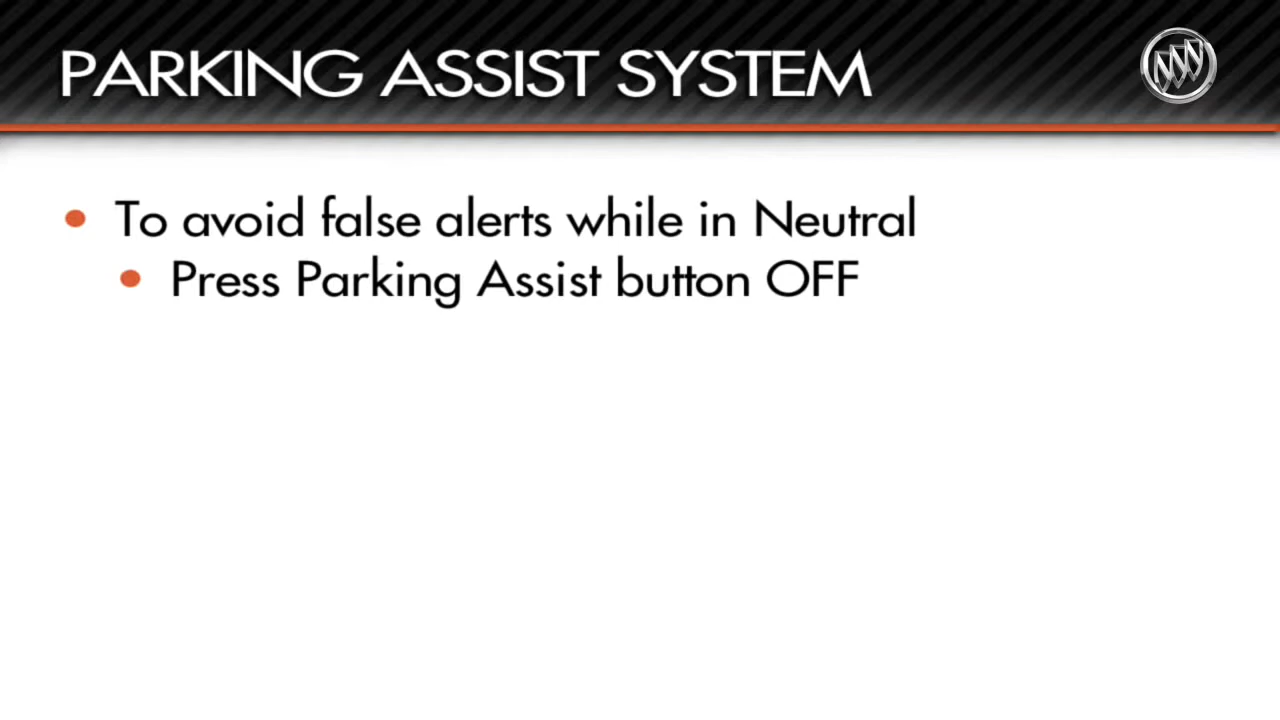 PARKING ASSIST SYSTEM
To avoid false alerts while in Neutral
Press Parking Assist button OFF